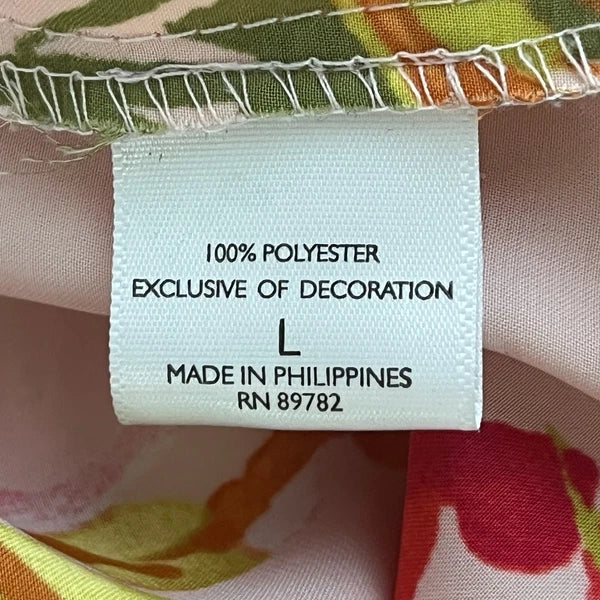 100% POLYESTER
EXCLUSIVE OF DECORATION
L
MADE IN PHILIPPINES
RN 89782